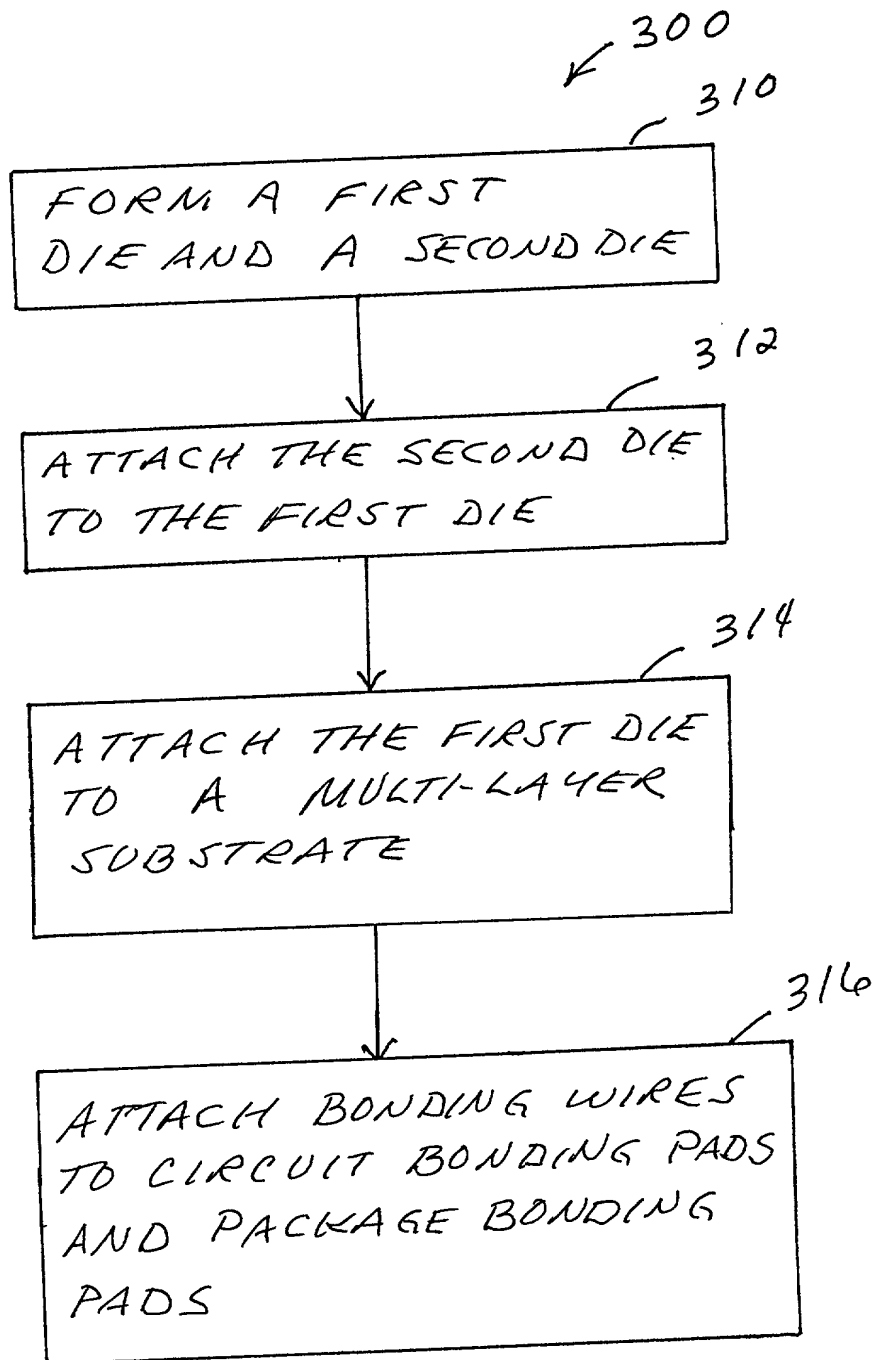 300
310
FORM A FIRST
DIE AND A SECOND DIE
312
ATTACH THE SECOND DIE
TO THE FIRST DIE
314
ATTACH THE FIRST DIE
TO A MULTI-LAYER
SUBSTRATE
316
ATTACH BONDING WIRES
TO CIRCUIT BONDING PADS
AND PACKAGE BONDING
PADS